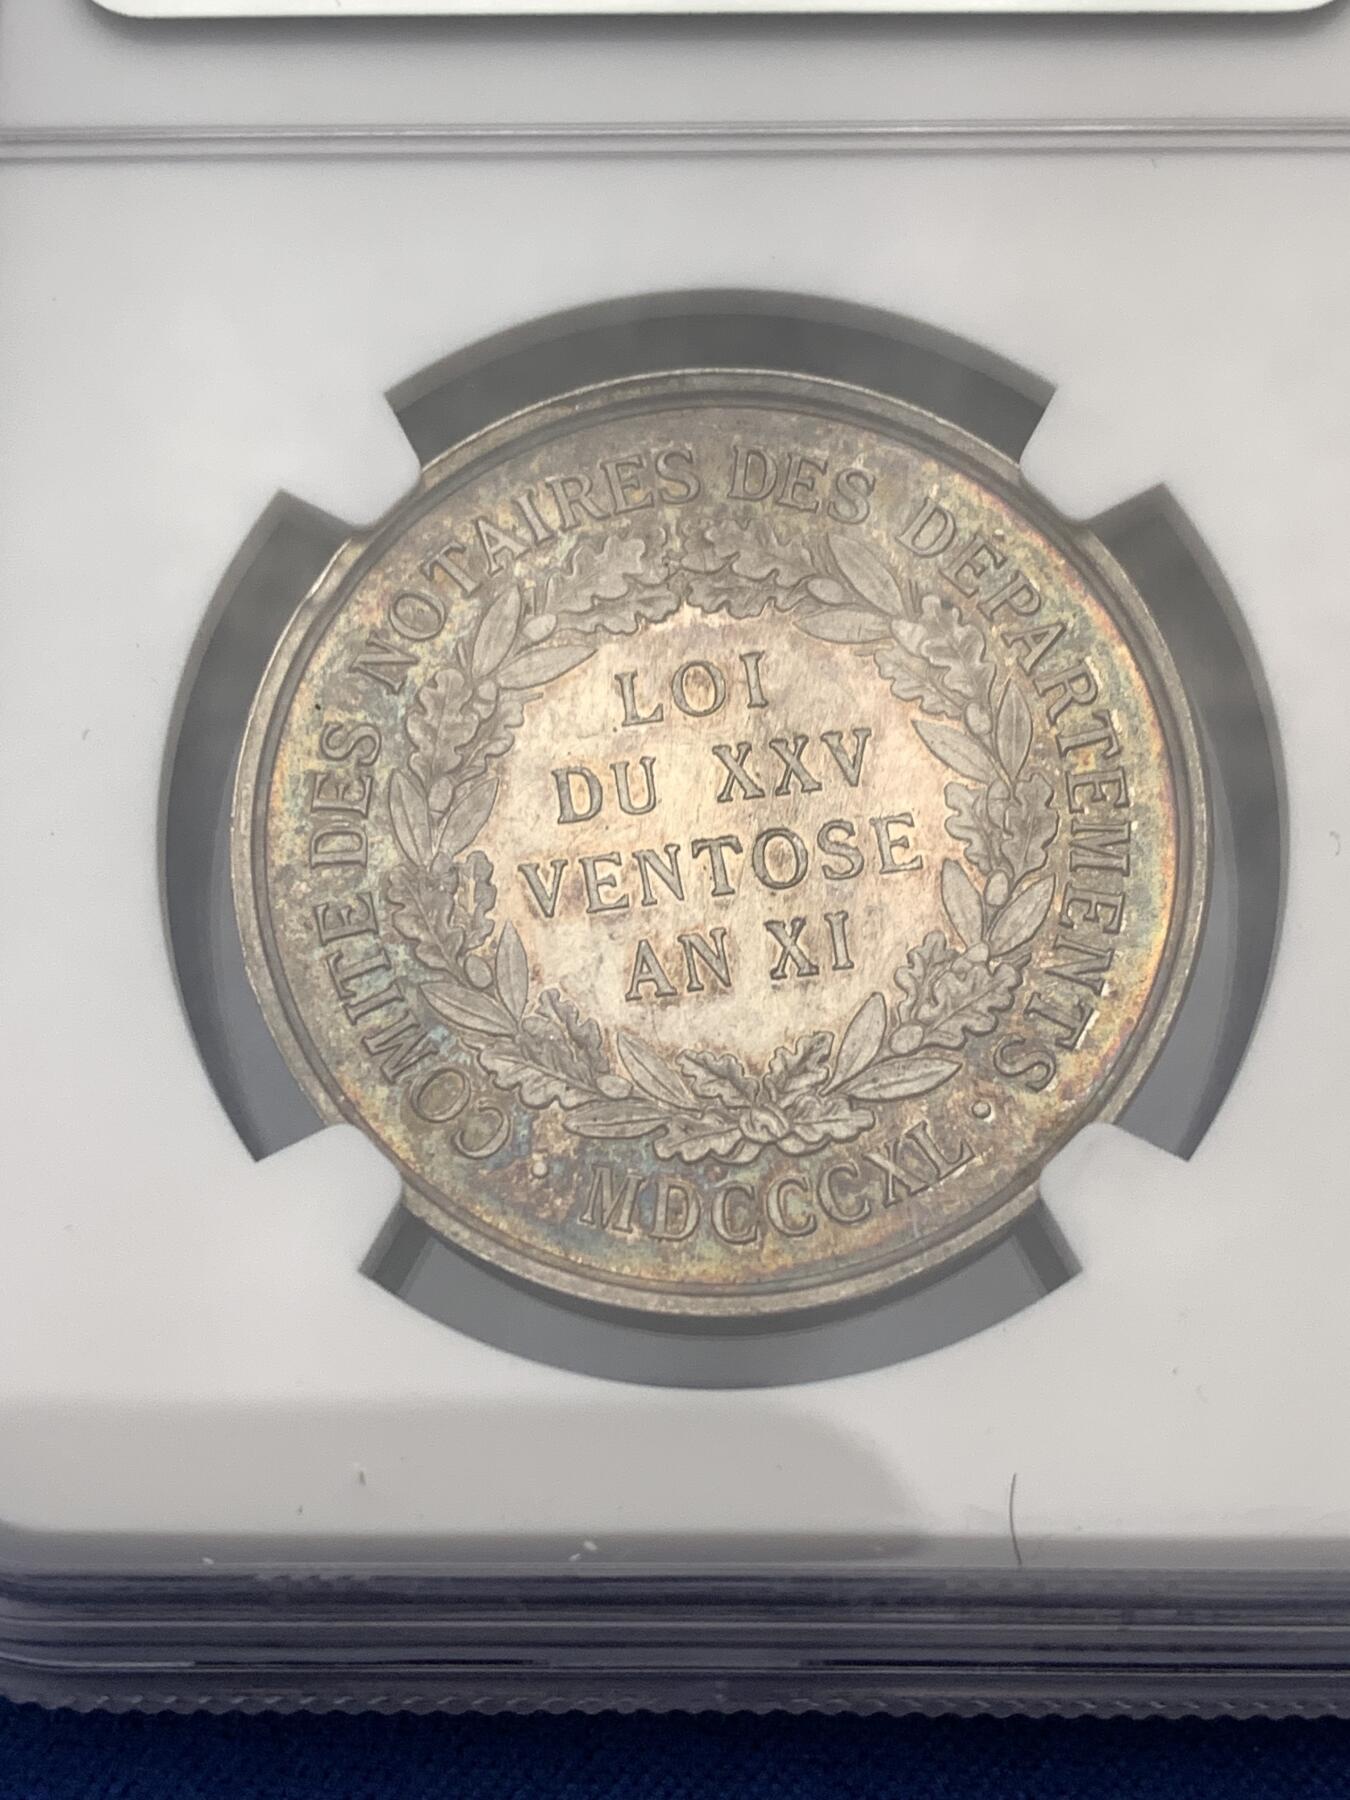 COMITE DES NOTAIRES DES DEPARTEMENTS
LOI
DU XXV
VENTOSE
AN XI
· MDCCCXL ·